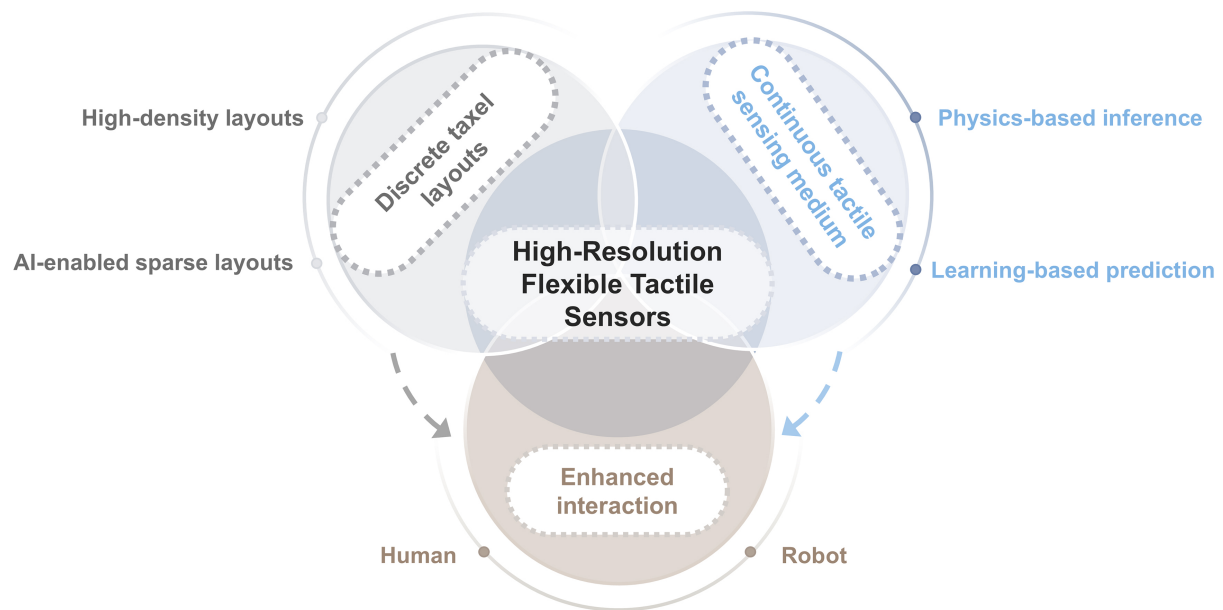 High-density layouts
AI-enabled sparse layouts
Discrete taxel
layouts
Continuous tactile
sensing medium
Physics-based inference
Learning-based prediction
High-Resolution
Flexible Tactile
Sensors
Enhanced
interaction
Human
Robot